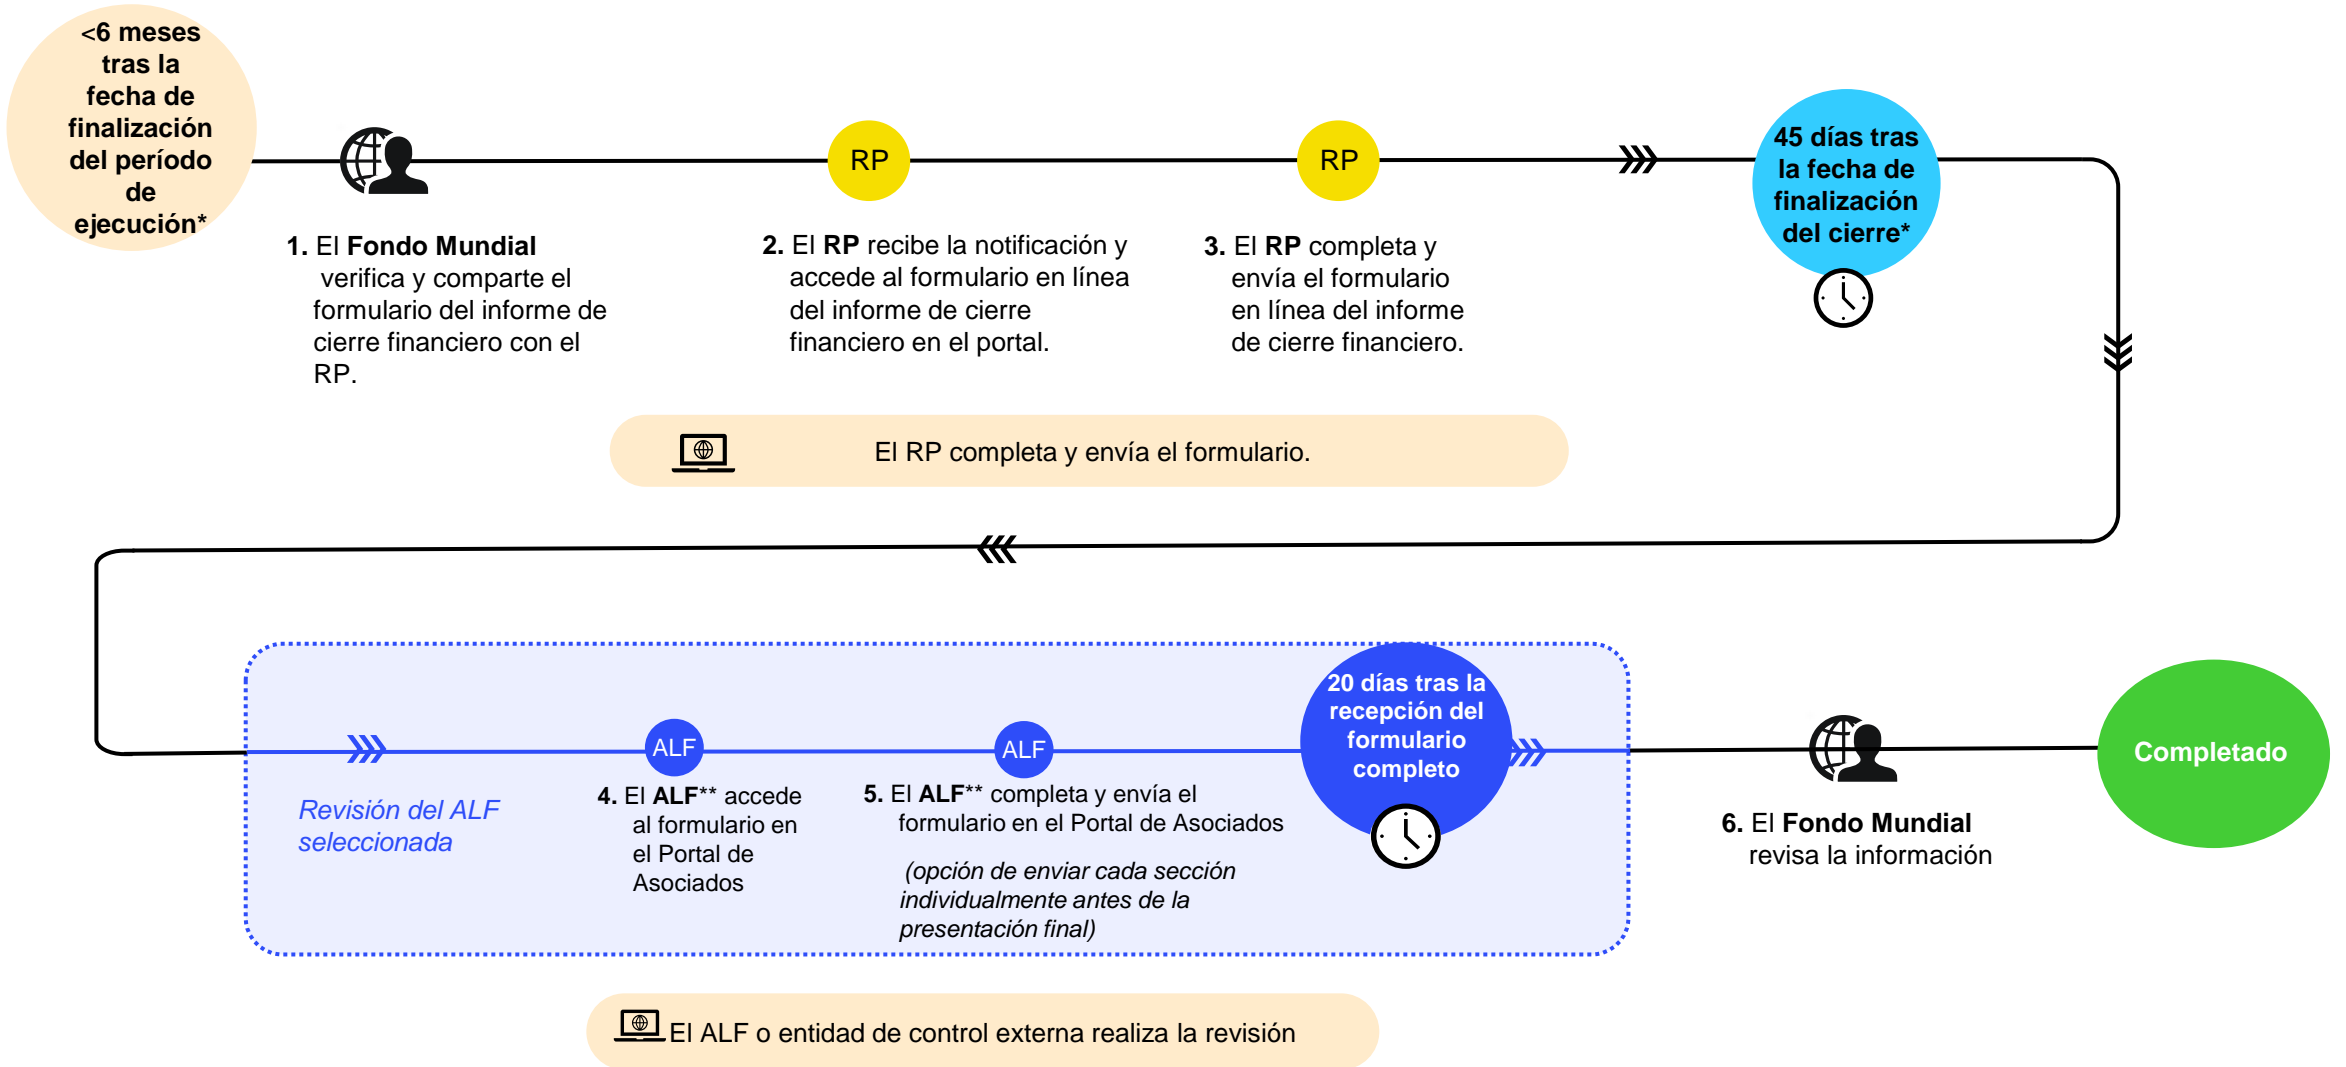 <6 meses
tras la
fecha de
finalización
del período
de
ejecución*
RP
RP
45 días tras
la fecha de
finalización
del cierre*
1. El Fondo Mundial
verifica y comparte el
formulario del informe de
cierre financiero con el
RP.
2. El RP recibe la notificación y
accede al formulario en línea
del informe de cierre
financiero en el portal.
3. El RP completa y
envía el formulario
en línea del informe
de cierre financiero.
El RP completa y envía el formulario.
Revisión del ALF
seleccionada
ALF
4. El ALF** accede
al formulario en
el Portal de
Asociados
ALF
5. El ALF** completa y envía el
formulario en el Portal de Asociados
(opción de enviar cada sección
individualmente antes de la
presentación final)
20 días tras la
recepción del
formulario
completo
6. El Fondo Mundial
revisa la información
Completado
El ALF o entidad de control externa realiza la revisión